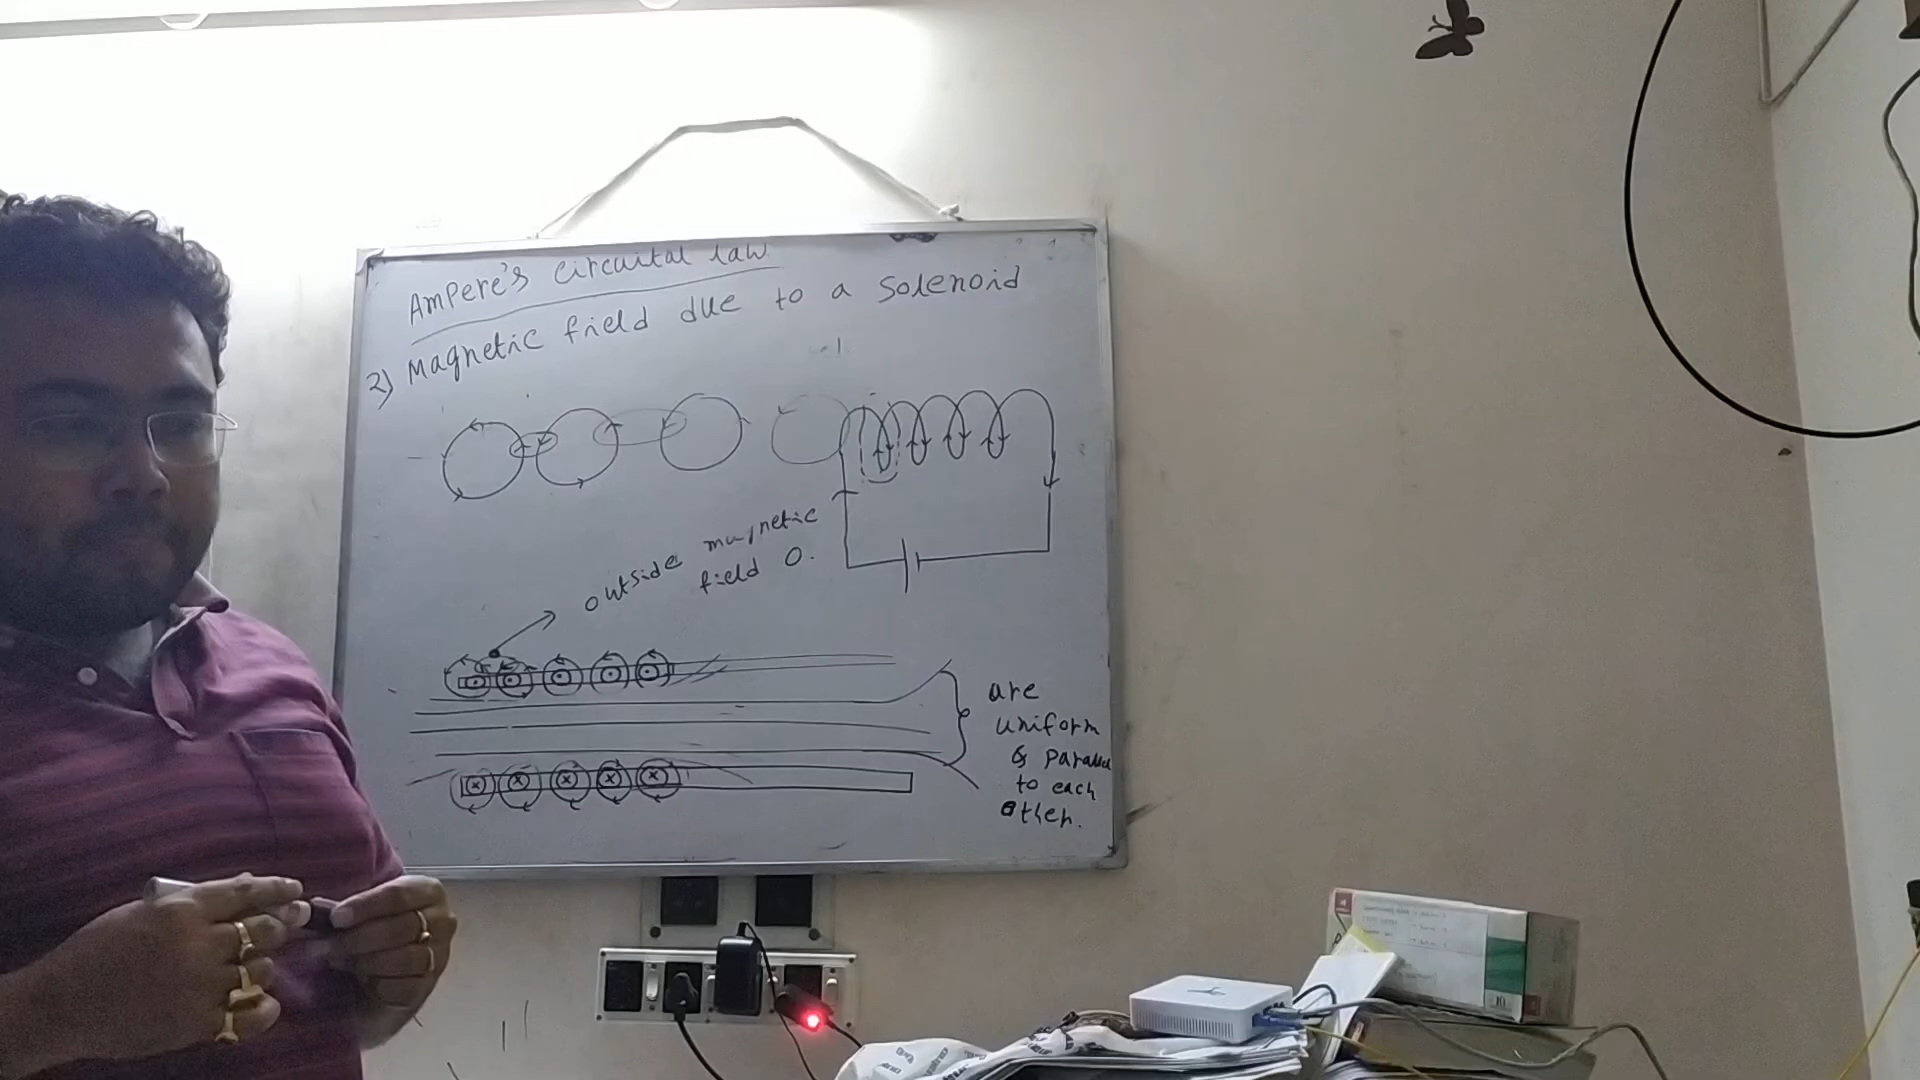 Ampere's circuital law
2) Magnetic field due to a solenoid
outside magnetic
field 0.
are
uniform
& parallel
to each
other.